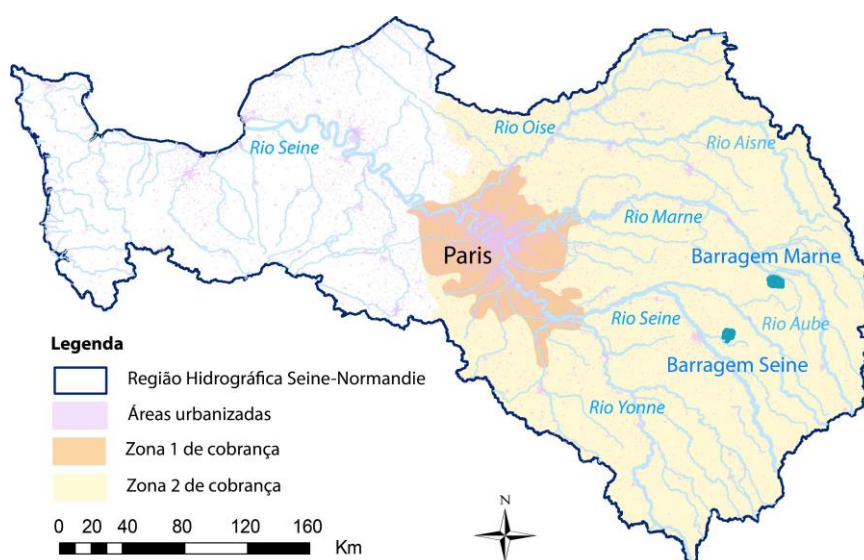 Rio Oise
Rio Seine
Rio Aisne
Rio Marne
Paris
Barragem Marne
Rio Seine
Rio Aube
Barragem Seine
Rio Yonne
Legenda
Região Hidrográfica Seine-Normandie
Áreas urbanizadas
Zona 1 de cobrança
Zona 2 de cobrança
N
0 20 40 80 120 160
Km